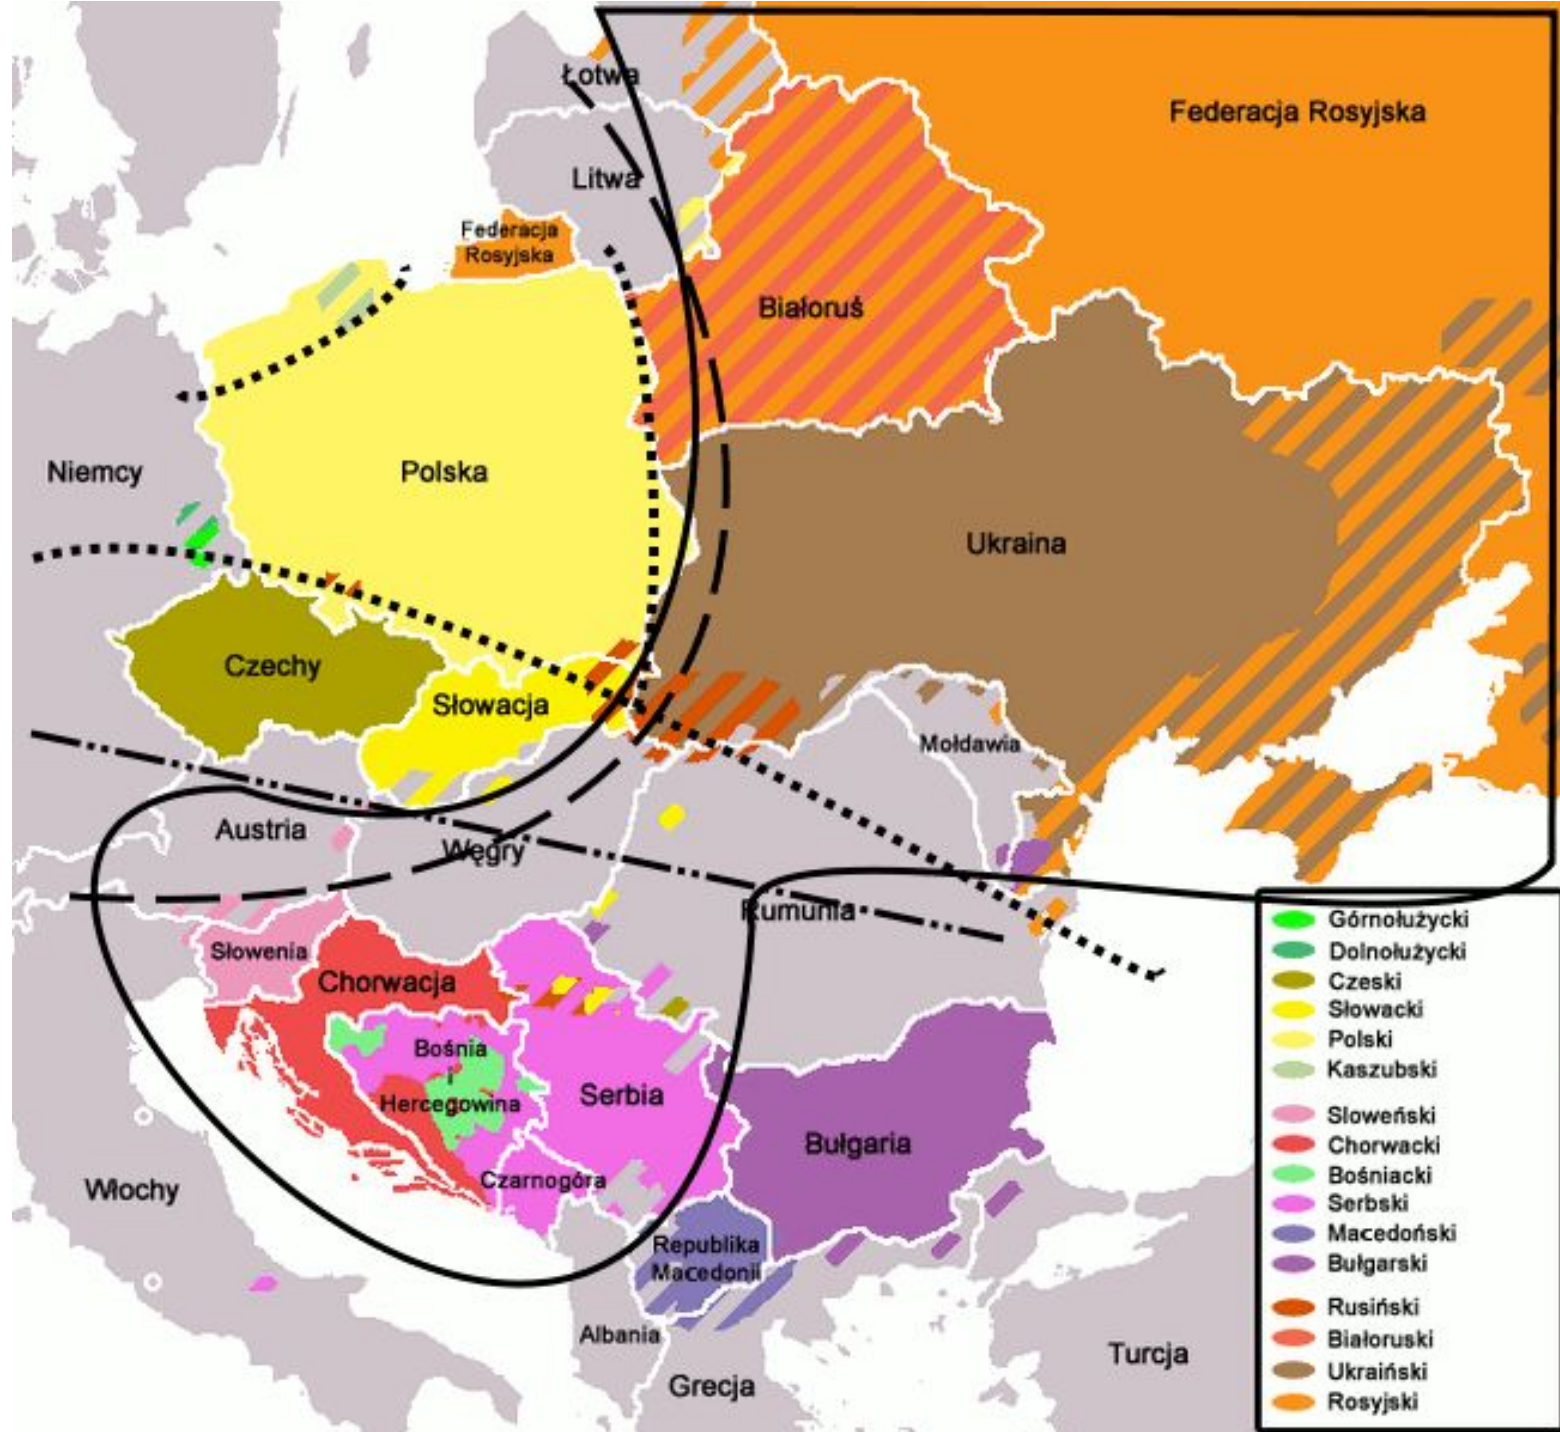 Łotwa
Federacja Rosyjska
Litwa
Federacja
Rosyjska
Białoruś
Niemcy
Polska
Ukraina
Czechy
Słowacja
Mołdawia
Austria
Węgry
Rumunia
Słowenia
Chorwacja
Bośnia
i
Hercegowina
Serbia
Bułgaria
Czarnogóra
Włochy
Republika
Macedonii
Albania
Grecja
Turcja
Górnołużycki
Dolnołużycki
Czeski
Słowacki
Polski
Kaszubski
Sloweński
Chorwacki
Bośniacki
Serbski
Macedoński
Bułgarski
Rusiński
Białoruski
Ukraiński
Rosyjski